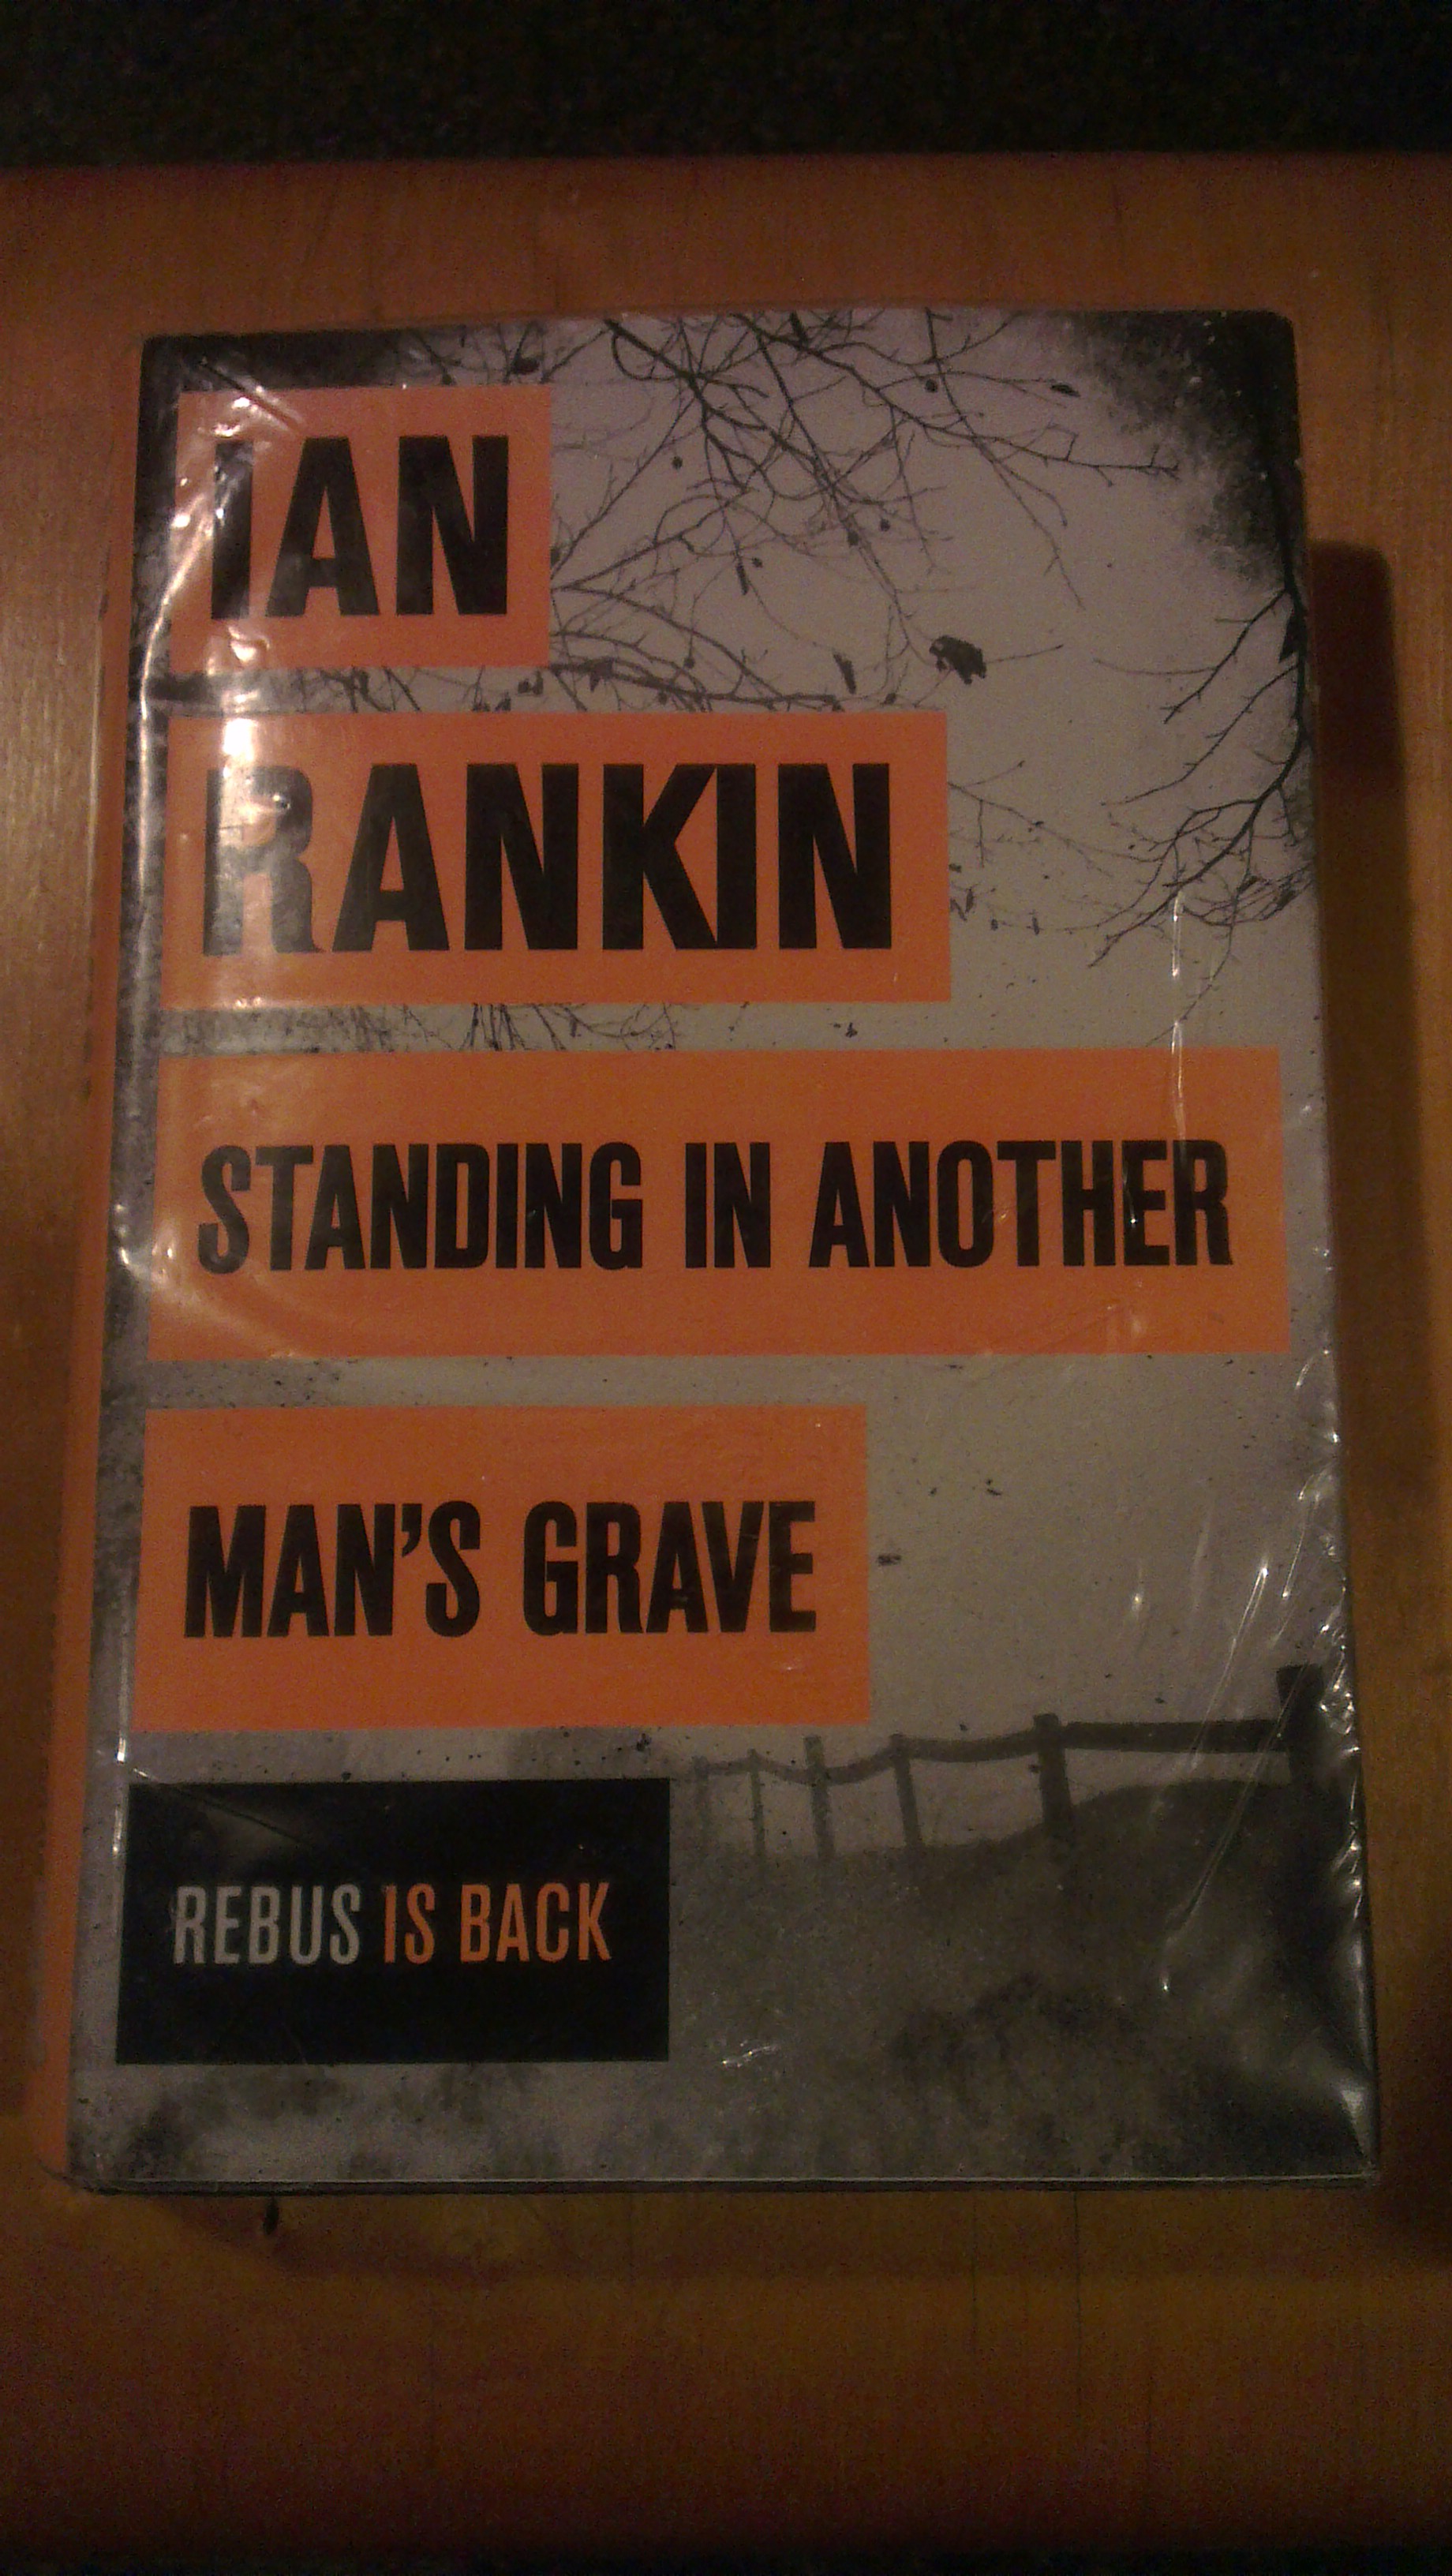 IAN
RANKIN
STANDING IN ANOTHER
MAN'S GRAVE
REBUS IS BACK